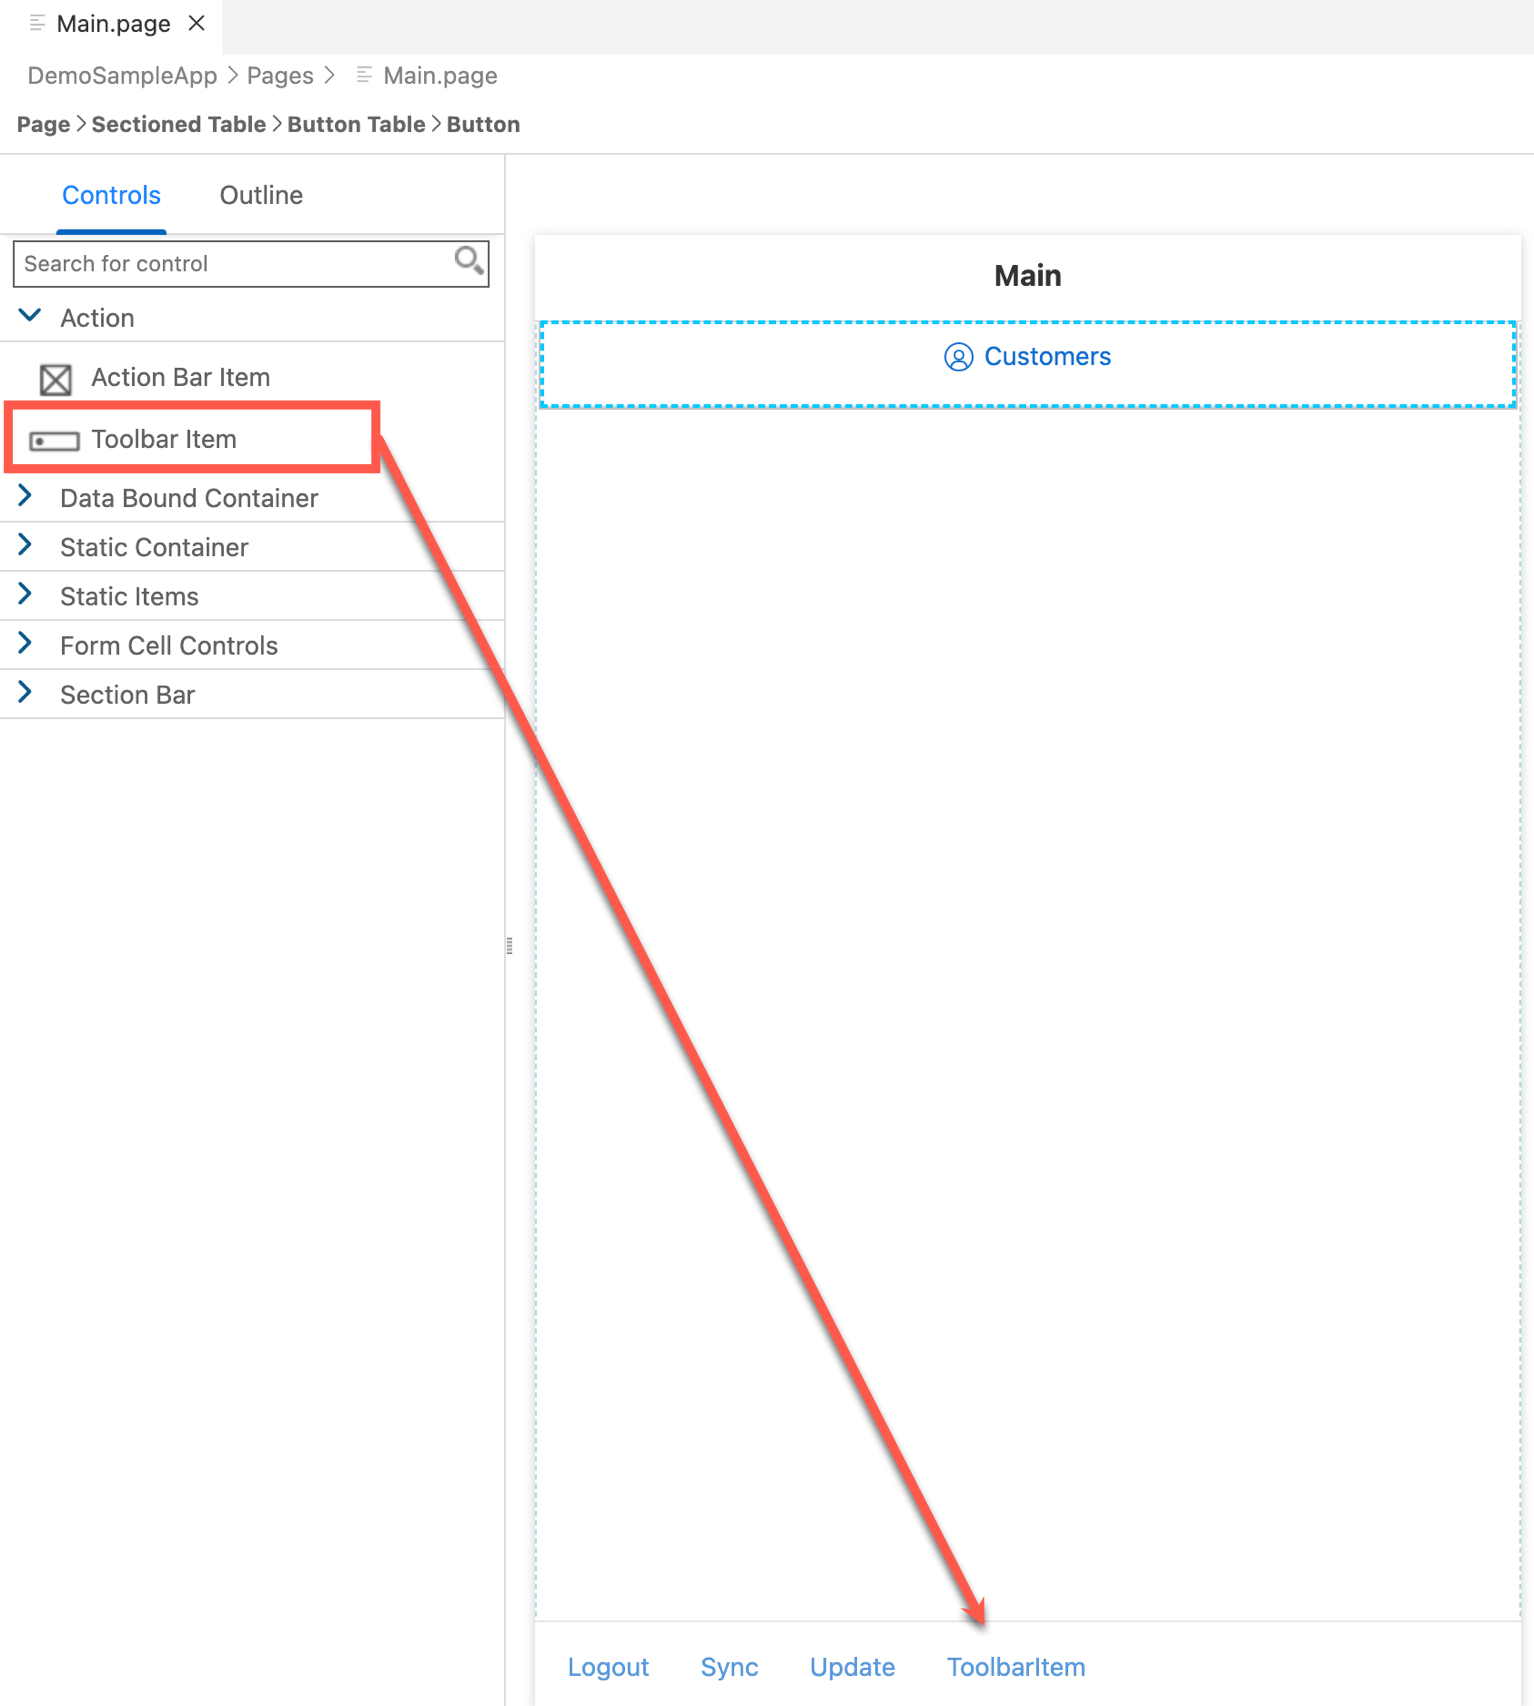 Main.page
DemoSampleApp > Pages > Main.page
Page > Sectioned Table > Button Table > Button
Controls Outline
Search for control
Action
Action Bar Item
Toolbar Item
Data Bound Container
Static Container
Static Items
Form Cell Controls
Section Bar
Main
Customers
Logout Sync Update ToolbarItem